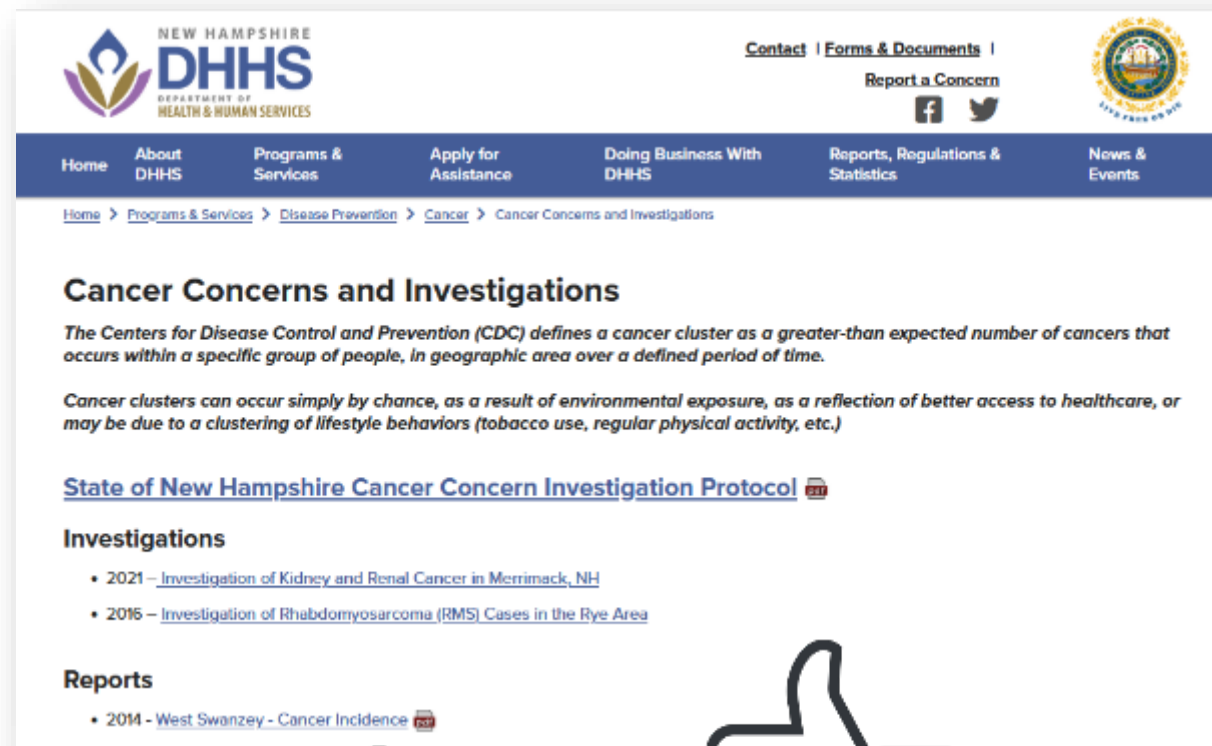 NEW HAMPSHIRE
DHHS
DEPARTMENT OF
HEALTH & HUMAN SERVICES
Contact | Forms & Documents |
Report a Concern
LIVE FREE OR DIE
Home
About DHHS
Programs & Services
Apply for Assistance
Doing Business With DHHS
Reports, Regulations & Statistics
News & Events
Home > Programs & Services > Disease Prevention > Cancer > Cancer Concerns and Investigations
Cancer Concerns and Investigations
The Centers for Disease Control and Prevention (CDC) defines a cancer cluster as a greater-than expected number of cancers that
occurs within a specific group of people, in geographic area over a defined period of time.
Cancer clusters can occur simply by chance, as a result of environmental exposure, as a reflection of better access to healthcare, or
may be due to a clustering of lifestyle behaviors (tobacco use, regular physical activity, etc.)
State of New Hampshire Cancer Concern Investigation Protocol pdf
Investigations
• 2021 – Investigation of Kidney and Renal Cancer in Merrimack, NH
• 2016 – Investigation of Rhabdomyosarcoma (RMS) Cases in the Rye Area
Reports
• 2014 - West Swanzey - Cancer Incidence pdf